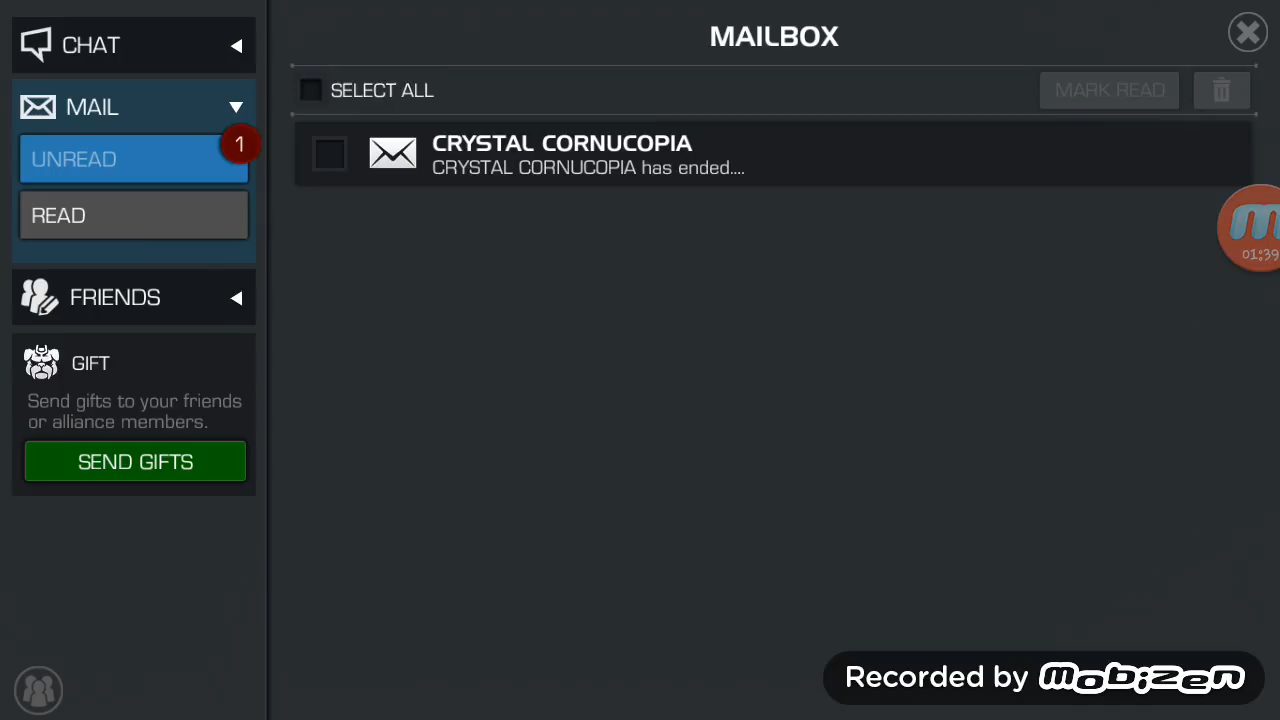 CHAT
MAIL
UNREAD
1
READ
FRIENDS
GIFT
Send gifts to your friends
or alliance members.
SEND GIFTS
MAILBOX
SELECT ALL
MARK READ
CRYSTAL CORNUCOPIA
CRYSTAL CORNUCOPIA has ended....
01:39
Recorded by mobizen